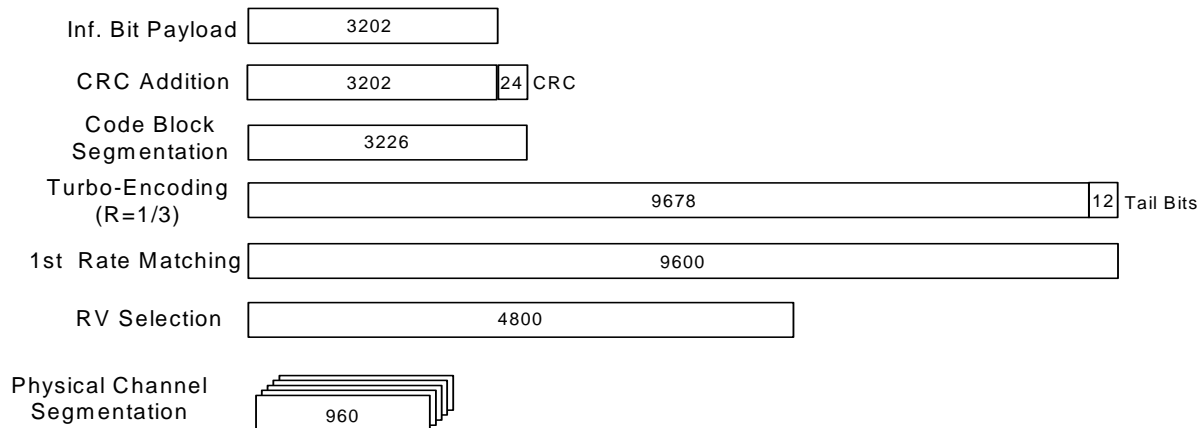 Inf. Bit Payload 3202
CRC Addition 3202 24 CRC
Code Block
Segmentation 3226
Turbo-Encoding
(R=1/3) 9678 12 Tail Bits
1st Rate Matching 9600
RV Selection 4800
Physical Channel
Segmentation 960